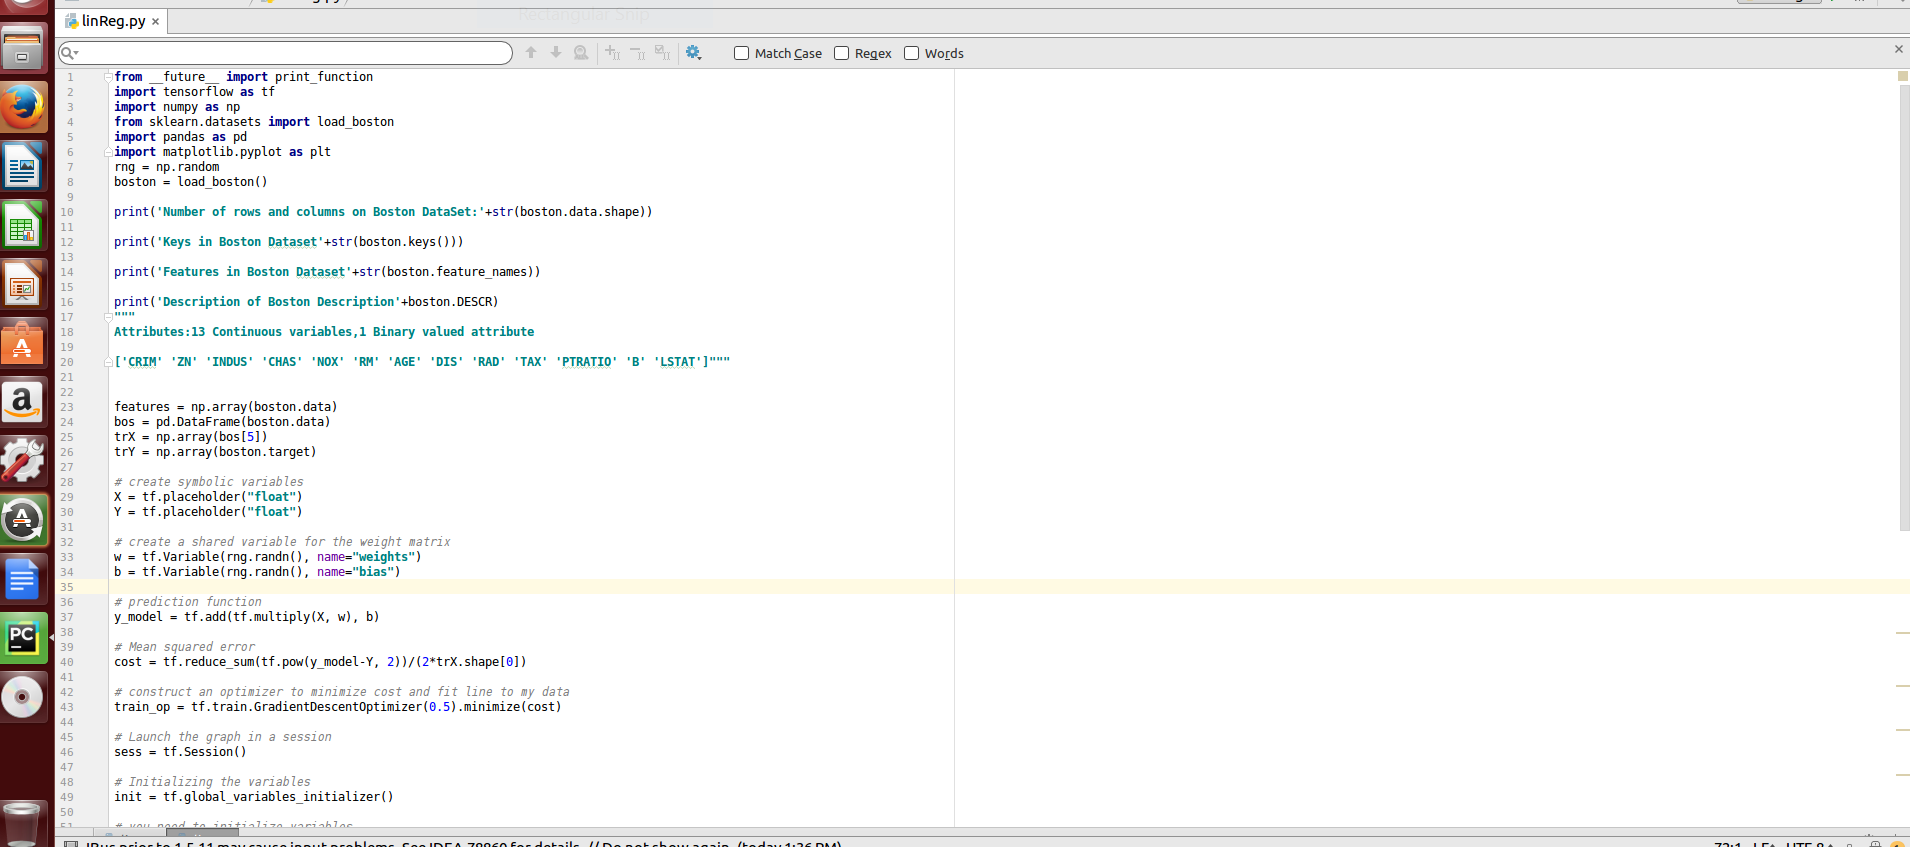 Rectangular Snip
linReg.py ×
Match Case Regex Words
1 from __future__ import print_function
2 import tensorflow as tf
3 import numpy as np
4 from sklearn.datasets import load_boston
5 import pandas as pd
6 import matplotlib.pyplot as plt
7 rng = np.random
8 boston = load_boston()
9
10 print('Number of rows and columns on Boston DataSet:'+str(boston.data.shape))
11
12 print('Keys in Boston Dataset'+str(boston.keys()))
13
14 print('Features in Boston Dataset'+str(boston.feature_names))
15
16 print('Description of Boston Description'+boston.DESCR)
17 """
18 Attributes:13 Continuous variables,1 Binary valued attribute
19
20 ['CRIM' 'ZN' 'INDUS' 'CHAS' 'NOX' 'RM' 'AGE' 'DIS' 'RAD' 'TAX' 'PTRATIO' 'B' 'LSTAT']"""
21
22
23 features = np.array(boston.data)
24 bos = pd.DataFrame(boston.data)
25 trX = np.array(bos[5])
26 trY = np.array(boston.target)
27
28 # create symbolic variables
29 X = tf.placeholder("float")
30 Y = tf.placeholder("float")
31
32 # create a shared variable for the weight matrix
33 w = tf.Variable(rng.randn(), name="weights")
34 b = tf.Variable(rng.randn(), name="bias")
35
36 # prediction function
37 y_model = tf.add(tf.multiply(X, w), b)
38
39 # Mean squared error
40 cost = tf.reduce_sum(tf.pow(y_model-Y, 2))/(2*trX.shape[0])
41
42 # construct an optimizer to minimize cost and fit line to my data
43 train_op = tf.train.GradientDescentOptimizer(0.5).minimize(cost)
44
45 # Launch the graph in a session
46 sess = tf.Session()
47
48 # Initializing the variables
49 init = tf.global_variables_initializer()
50
51 # you need to initialize variables
IBus prior to 1.5.11 may cause input problems. See IDEA-78860 for details. // Do not show again (today 1:36 PM)
72:1 LF UTF-8
PC
a